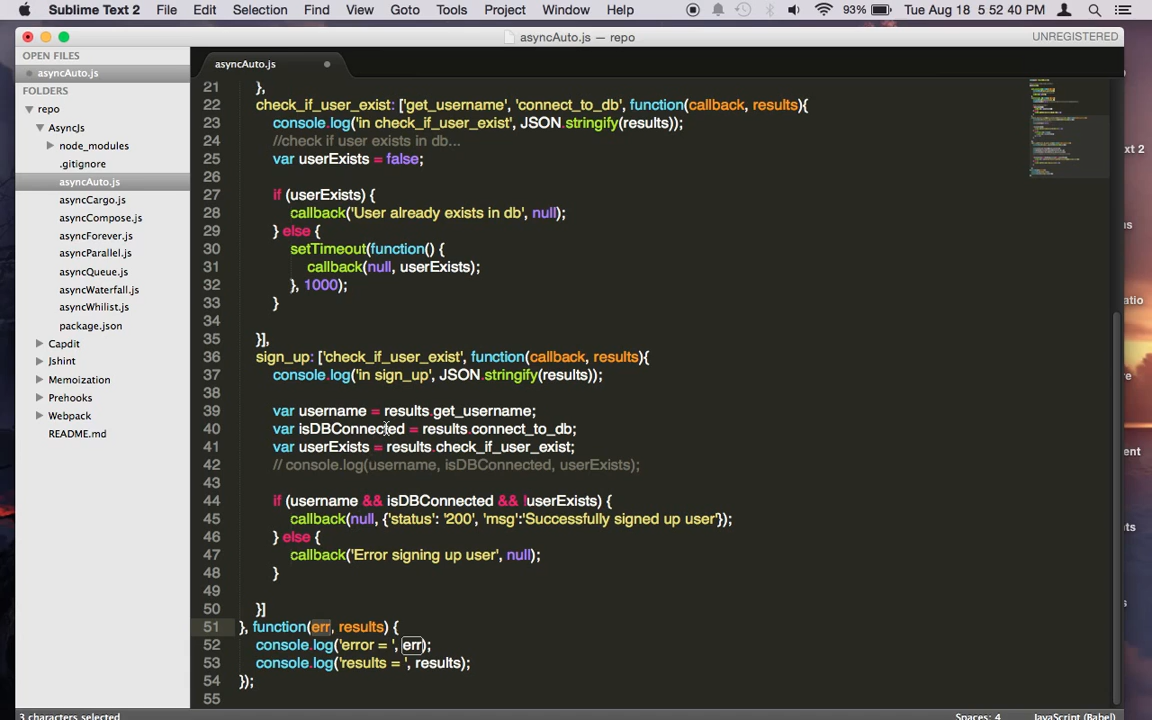 Sublime Text 2 File Edit Selection Find View Goto Tools Project Window Help 93% Tue Aug 18 5 52 40 PM
asyncAuto.js — repo UNREGISTERED
OPEN FILES
asyncAuto.js
FOLDERS
repo
AsyncJs
node_modules
.gitignore
asyncAuto.js
asyncCargo.js
asyncCompose.js
asyncForever.js
asyncParallel.js
asyncQueue.js
asyncWaterfall.js
asyncWhilist.js
package.json
Capdit
Jshint
Memoization
Prehooks
Webpack
README.md
asyncAuto.js
21 },
22 check_if_user_exist: ['get_username', 'connect_to_db', function(callback, results){
23 console.log('in check_if_user_exist', JSON.stringify(results));
24 //check if user exists in db...
25 var userExists = false;
26
27 if (userExists) {
28 callback('User already exists in db', null);
29 } else {
30 setTimeout(function() {
31 callback(null, userExists);
32 }, 1000);
33 }
34
35 }],
36 sign_up: ['check_if_user_exist', function(callback, results){
37 console.log('in sign_up', JSON.stringify(results));
38
39 var username = results.get_username;
40 var isDBConnected = results.connect_to_db;
41 var userExists = results.check_if_user_exist;
42 // console.log(username, isDBConnected, userExists);
43
44 if (username && isDBConnected && !userExists) {
45 callback(null, {'status': '200', 'msg':'Successfully signed up user'});
46 } else {
47 callback('Error signing up user', null);
48 }
49
50 }]
51 }, function(err, results) {
52 console.log('error = ', err);
53 console.log('results = ', results);
54 });
55
3 characters selected Spaces: 4 JavaScript (Babel)
ext 2